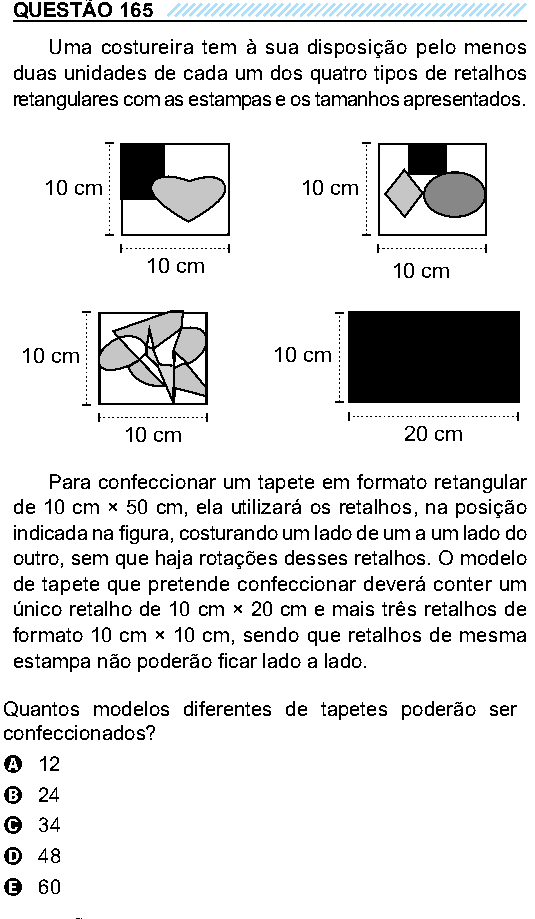 QUESTÃO 165
Uma costureira tem à sua disposição pelo menos
duas unidades de cada um dos quatro tipos de retalhos
retangulares com as estampas e os tamanhos apresentados.
10 cm
10 cm
10 cm
10 cm
10 cm
10 cm
10 cm
20 cm
Para confeccionar um tapete em formato retangular
de 10 cm × 50 cm, ela utilizará os retalhos, na posição
indicada na figura, costurando um lado de um a um lado do
outro, sem que haja rotações desses retalhos. O modelo
de tapete que pretende confeccionar deverá conter um
único retalho de 10 cm × 20 cm e mais três retalhos de
formato 10 cm × 10 cm, sendo que retalhos de mesma
estampa não poderão ficar lado a lado.
Quantos modelos diferentes de tapetes poderão ser
confeccionados?
A 12
B 24
C 34
D 48
E 60